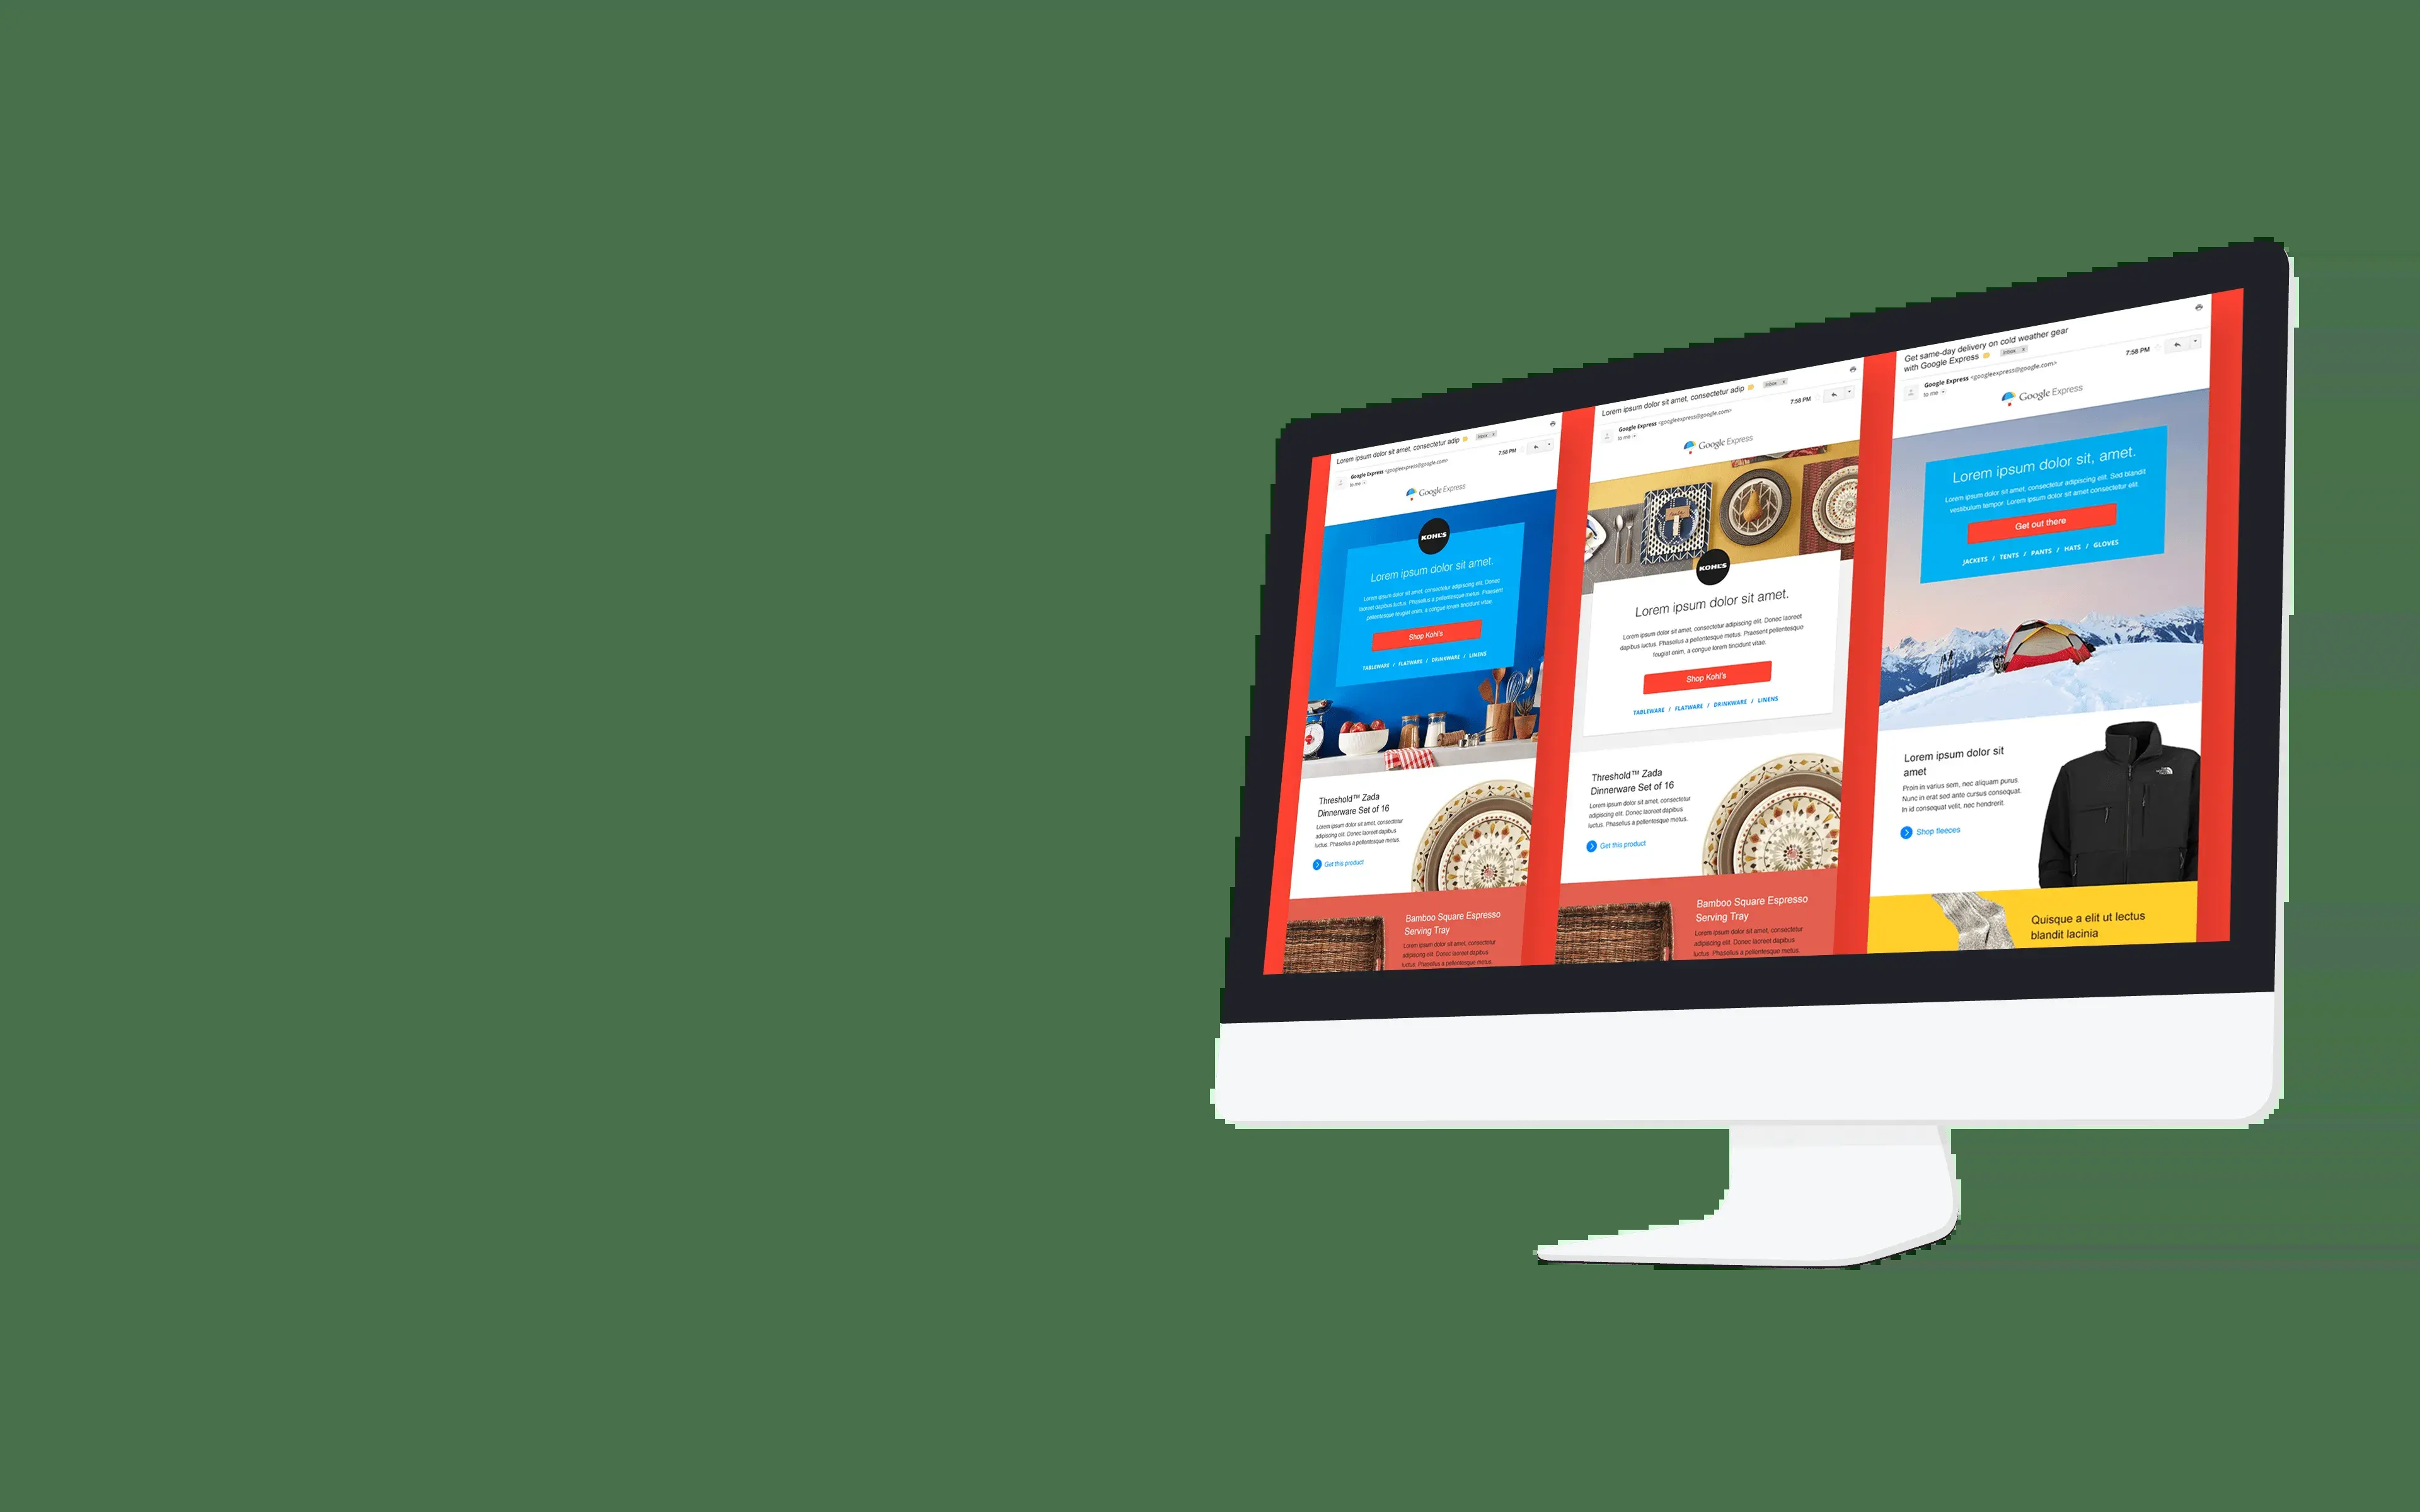 Lorem ipsum dolor sit amet, consectetur adip Inbox x
Google Express <googleexpress@google.com>
7:58 PM
to me
Google Express
KOHL'S
Lorem ipsum dolor sit amet.
Lorem ipsum dolor sit amet, consectetur adipiscing elit. Donec
laoreet dapibus luctus. Phasellus a pellentesque metus. Praesent
pellentesque feugiat enim, a congue lorem tincidunt vitae.
Shop Kohl's
TABLEWARE / FLATWARE / DRINKWARE / LINENS
Threshold™ Zada
Dinnerware Set of 16
Lorem ipsum dolor sit amet, consectetur
adipiscing elit. Donec laoreet dapibus
luctus. Phasellus a pellentesque metus.
Get this product
Bamboo Square Espresso
Serving Tray
Lorem ipsum dolor sit amet, consectetur
adipiscing elit. Donec laoreet dapibus
luctus. Phasellus a pellentesque metus.
Lorem ipsum dolor sit amet, consectetur adip Inbox x
Google Express <googleexpress@google.com>
7:58 PM
to me
Google Express
KOHL'S
Lorem ipsum dolor sit amet.
Lorem ipsum dolor sit amet, consectetur adipiscing elit. Donec laoreet
dapibus luctus. Phasellus a pellentesque metus. Praesent pellentesque
feugiat enim, a congue lorem tincidunt vitae.
Shop Kohl's
TABLEWARE / FLATWARE / DRINKWARE / LINENS
Threshold™ Zada
Dinnerware Set of 16
Lorem ipsum dolor sit amet, consectetur
adipiscing elit. Donec laoreet dapibus
luctus. Phasellus a pellentesque metus.
Get this product
Bamboo Square Espresso
Serving Tray
Lorem ipsum dolor sit amet, consectetur
adipiscing elit. Donec laoreet dapibus
luctus. Phasellus a pellentesque metus.
Get same-day delivery on cold weather gear
with Google Express Inbox x
Google Express <googleexpress@google.com>
7:58 PM
to me
Google Express
Lorem ipsum dolor sit, amet.
Lorem ipsum dolor sit amet, consectetur adipiscing elit. Sed blandit
vestibulum tempor. Lorem ipsum dolor sit amet consectetur elit.
Get out there
JACKETS / TENTS / PANTS / HATS / GLOVES
Lorem ipsum dolor sit
amet
Proin in varius sem, nec aliquam purus.
Nunc in erat sed ante cursus consequat.
In id consequat velit, nec hendrerit.
Shop fleeces
Quisque a elit ut lectus
blandit lacinia